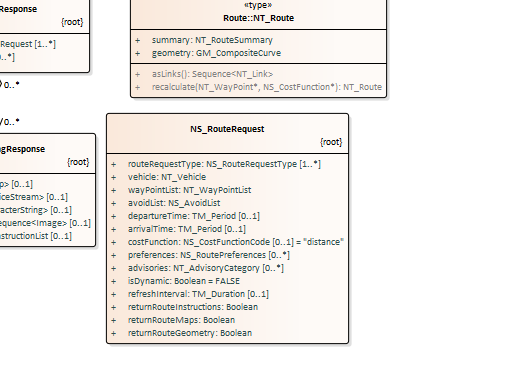 Response
{root}
Request [1..*]
..*]
0..*
0..*
gResponse
{root}
p> [0..1]
iceStream> [0..1]
acterString> [0..1]
equence<Image> [0..1]
structionList [0..1]
«type»
Route::NT_Route
+ summary: NT_RouteSummary
+ geometry: GM_CompositeCurve
+ asLinks(): Sequence<NT_Link>
+ recalculate(NT_WayPoint*, NS_CostFunction*): NT_Route
NS_RouteRequest
{root}
+ routeRequestType: NS_RouteRequestType [1..*]
+ vehicle: NT_Vehicle
+ wayPointList: NT_WayPointList
+ avoidList: NS_AvoidList
+ departureTime: TM_Period [0..1]
+ arrivalTime: TM_Period [0..1]
+ costFunction: NS_CostFunctionCode [0..1] = "distance"
+ preferences: NS_RoutePreferences [0..*]
+ advisories: NT_AdvisoryCategory [0..*]
+ isDynamic: Boolean = FALSE
+ refreshInterval: TM_Duration [0..1]
+ returnRouteInstructions: Boolean
+ returnRouteMaps: Boolean
+ returnRouteGeometry: Boolean